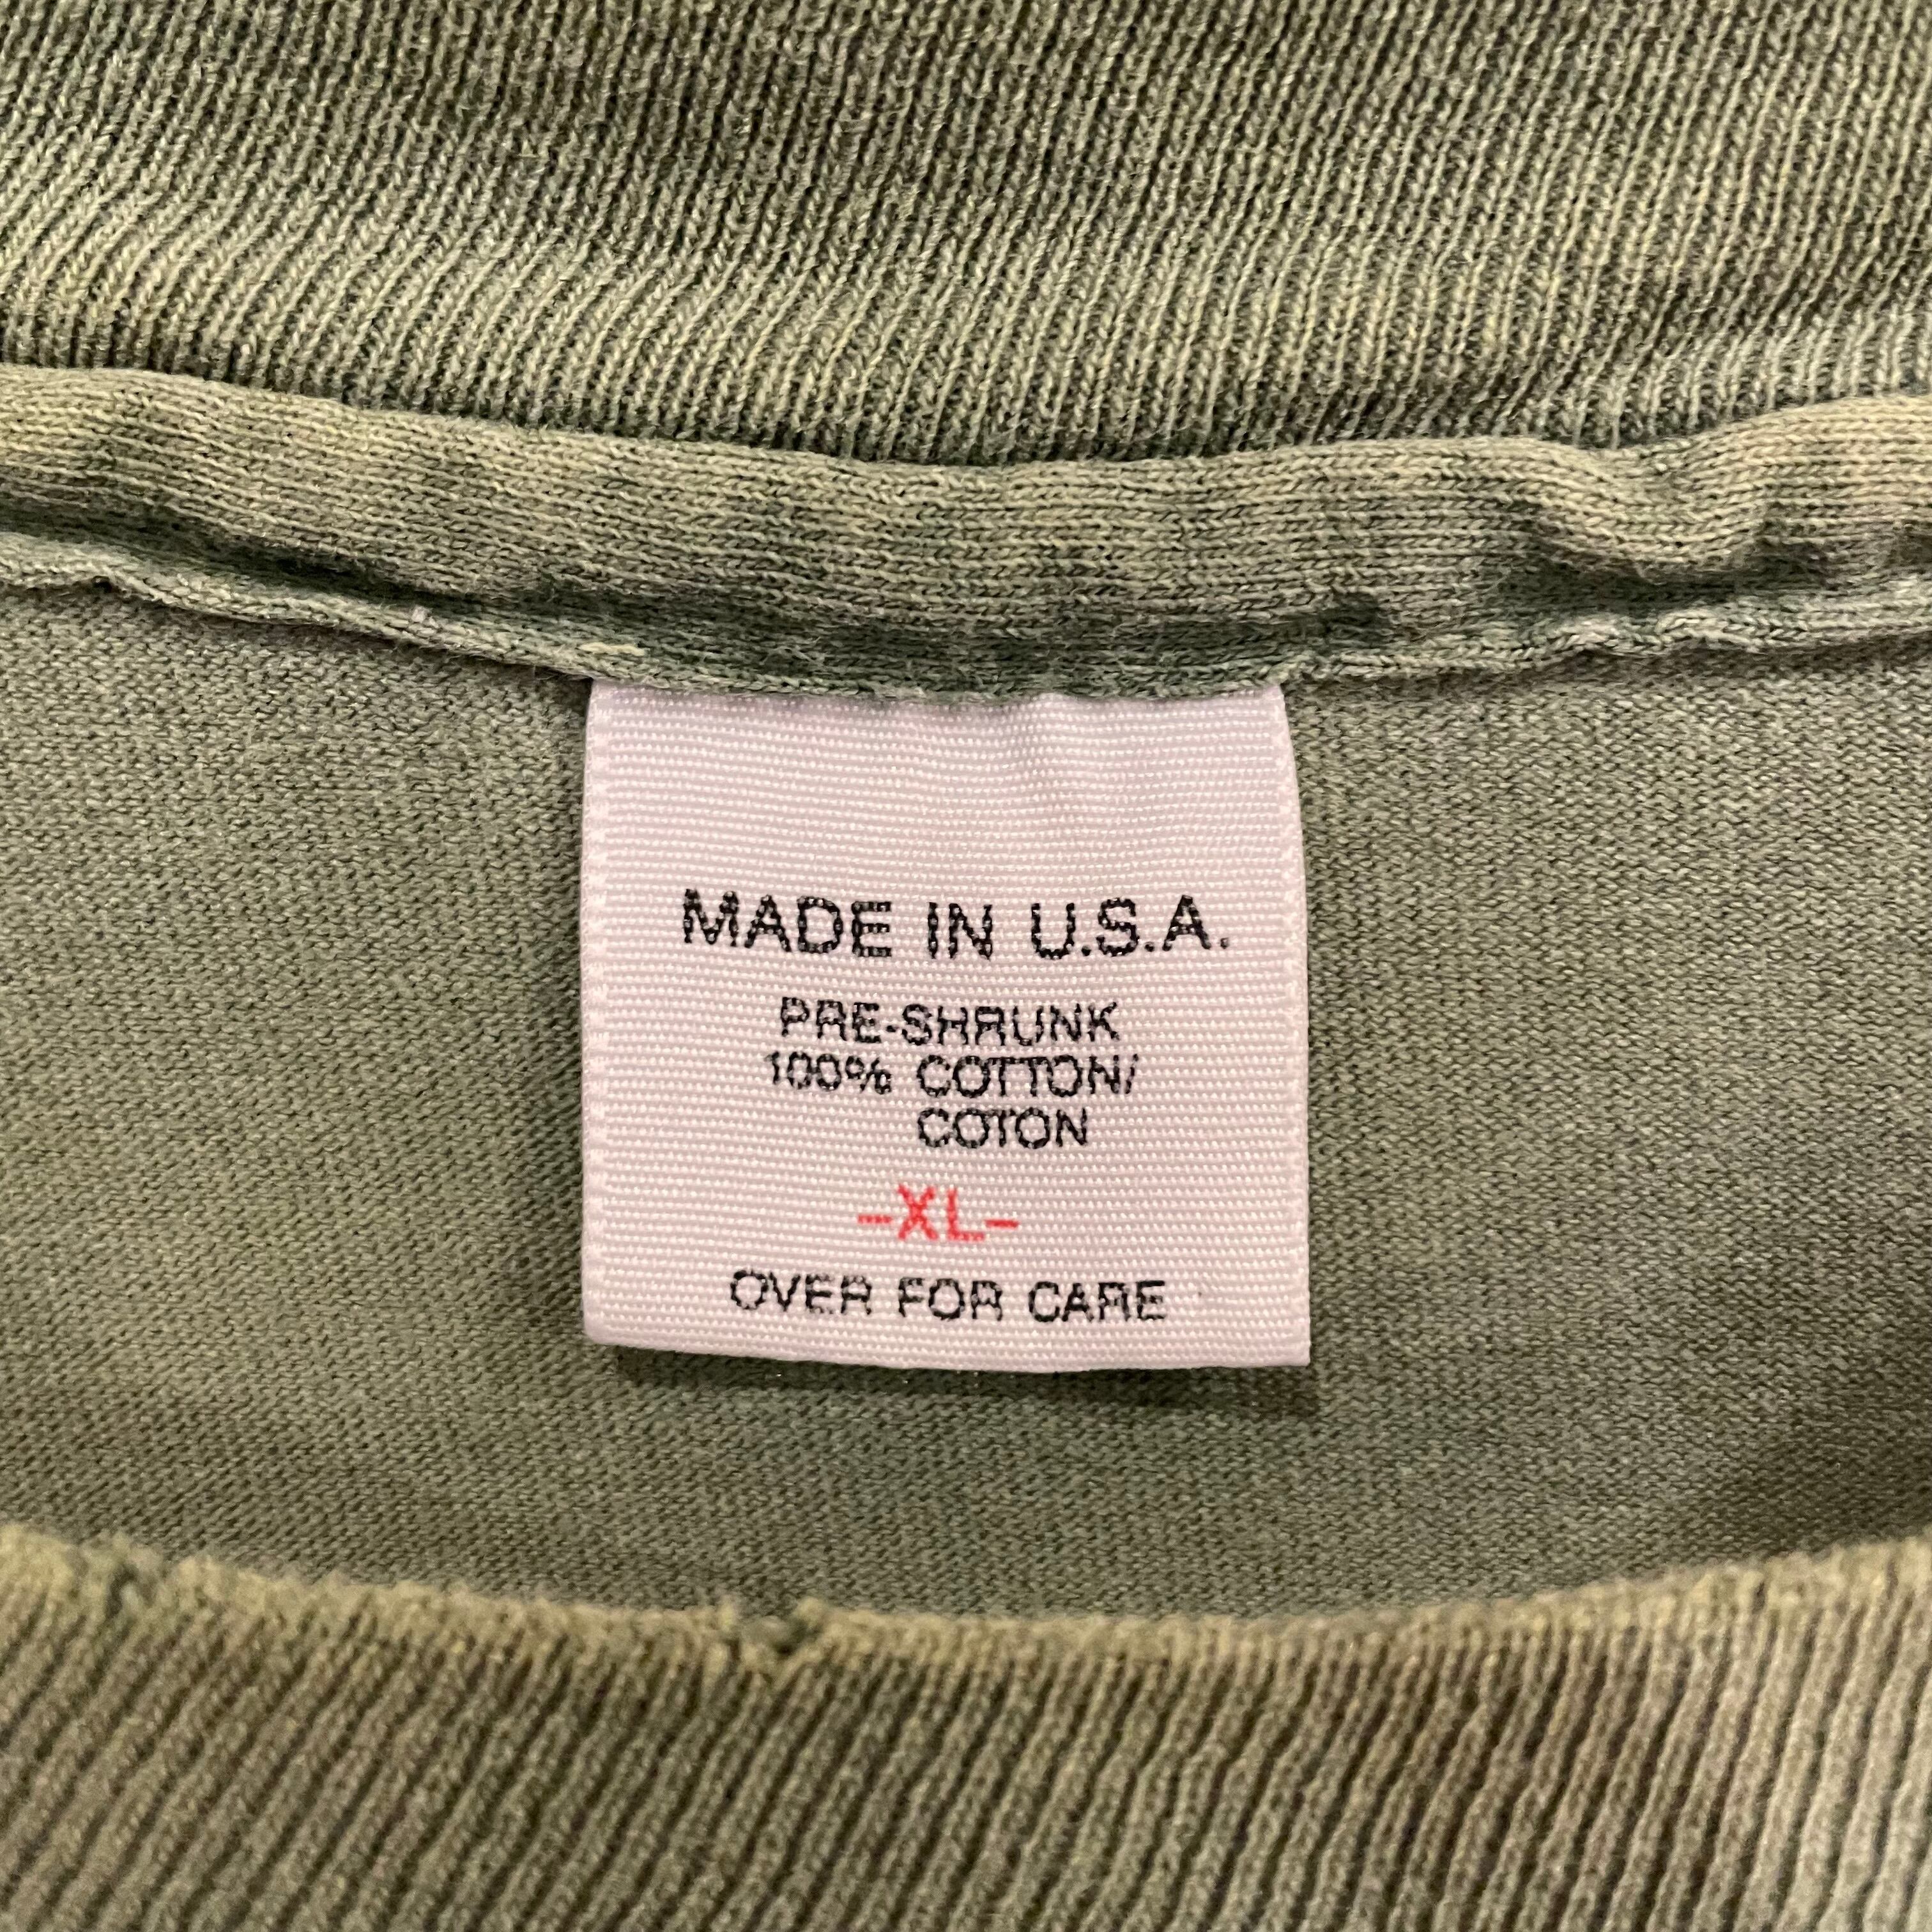 MADE IN U.S.A.
PRE-SHRUNK
100% COTTON/
COTON
-XL-
OVER FOR CARE